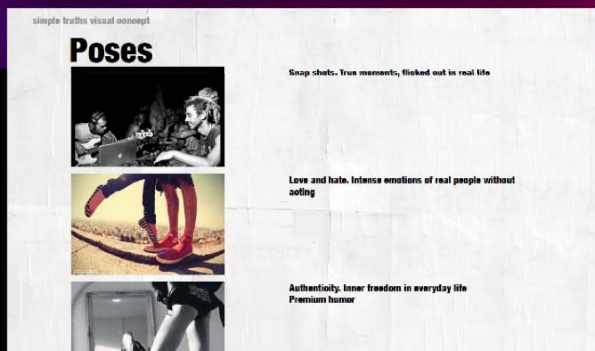 simple truths visual concept
Poses
Snap shots. True moments, flicked out in real life
Love and hate. Intense emotions of real people without
acting
Authenticity. Inner freedom in everyday life
Premium humor